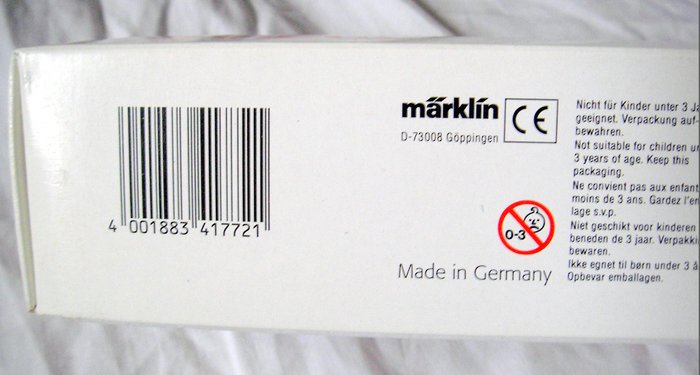 4 001883 417721
märklin
D-73008 Göppingen
CE
0-3
Made in Germany
Nicht für Kinder unter 3
geeignet. Verpackung auf-
bewahren.
Not suitable for children
3 years of age. Keep this
packaging.
Ne convient pas aux
moins de 3 ans. Gardez
lage s.v.p.
Niet geschikt voor kinderen
beneden de 3 jaar.
bewaren.
Ikke egnet til børn under 3
Opbevar emballagen.